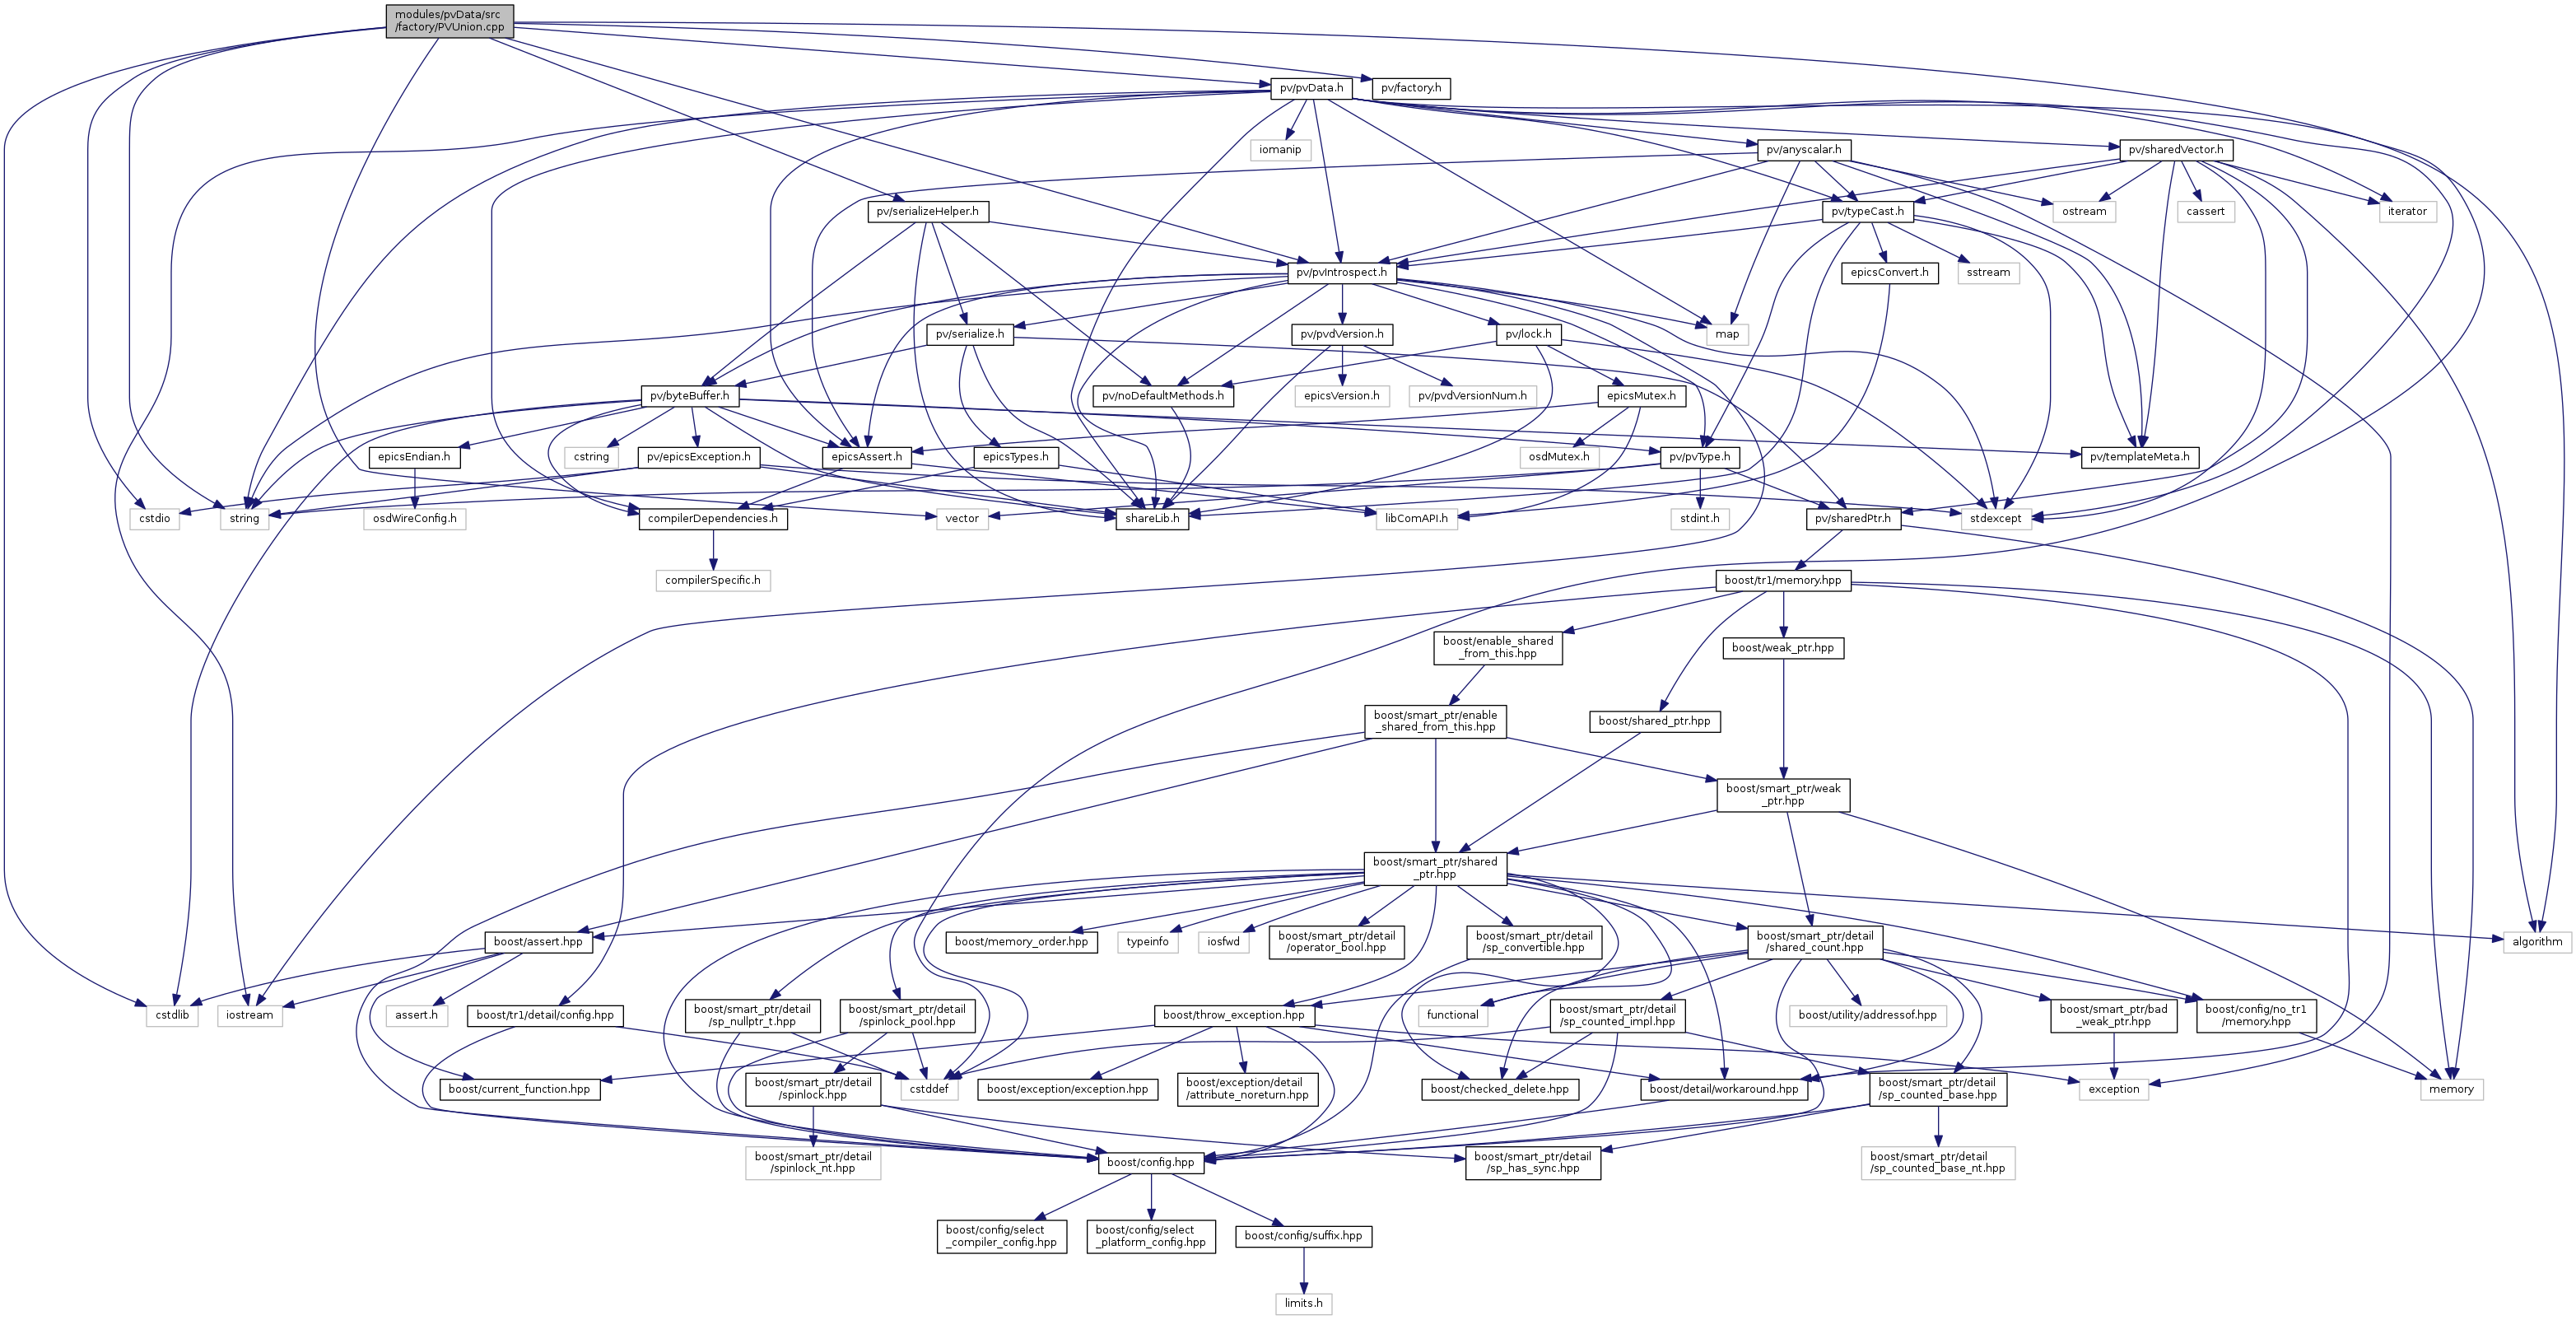 modules/pvData/src
/factory/PVUnion.cpp
pv/pvData.h
pv/factory.h
iomanip
pv/anyscalar.h
pv/sharedVector.h
pv/serializeHelper.h
pv/typeCast.h
ostream
cassert
iterator
pv/pvIntrospect.h
epicsConvert.h
sstream
pv/serialize.h
pv/pvdVersion.h
pv/lock.h
map
pv/byteBuffer.h
pv/noDefaultMethods.h
epicsVersion.h
pv/pvdVersionNum.h
epicsMutex.h
epicsEndian.h
cstring
pv/epicsException.h
epicsAssert.h
epicsTypes.h
osdMutex.h
pv/pvType.h
pv/templateMeta.h
cstdio
string
osdWireConfig.h
compilerDependencies.h
vector
shareLib.h
libComAPI.h
stdint.h
pv/sharedPtr.h
stdexcept
compilerSpecific.h
boost/tr1/memory.hpp
boost/enable_shared
_from_this.hpp
boost/weak_ptr.hpp
boost/smart_ptr/enable
_shared_from_this.hpp
boost/shared_ptr.hpp
boost/smart_ptr/weak
_ptr.hpp
boost/smart_ptr/shared
_ptr.hpp
boost/assert.hpp
boost/memory_order.hpp
typeinfo
iosfwd
boost/smart_ptr/detail
/operator_bool.hpp
boost/smart_ptr/detail
/sp_convertible.hpp
boost/smart_ptr/detail
/shared_count.hpp
algorithm
cstdlib
iostream
assert.h
boost/tr1/detail/config.hpp
boost/smart_ptr/detail
/sp_nullptr_t.hpp
boost/smart_ptr/detail
/spinlock_pool.hpp
boost/throw_exception.hpp
functional
boost/smart_ptr/detail
/sp_counted_impl.hpp
boost/utility/addressof.hpp
boost/smart_ptr/bad
_weak_ptr.hpp
boost/config/no_tr1
/memory.hpp
boost/current_function.hpp
boost/smart_ptr/detail
/spinlock.hpp
cstddef
boost/exception/exception.hpp
boost/exception/detail
/attribute_noreturn.hpp
boost/checked_delete.hpp
boost/detail/workaround.hpp
boost/smart_ptr/detail
/sp_counted_base.hpp
exception
memory
boost/smart_ptr/detail
/spinlock_nt.hpp
boost/config.hpp
boost/smart_ptr/detail
/sp_has_sync.hpp
boost/smart_ptr/detail
/sp_counted_base_nt.hpp
boost/config/select
_compiler_config.hpp
boost/config/select
_platform_config.hpp
boost/config/suffix.hpp
limits.h